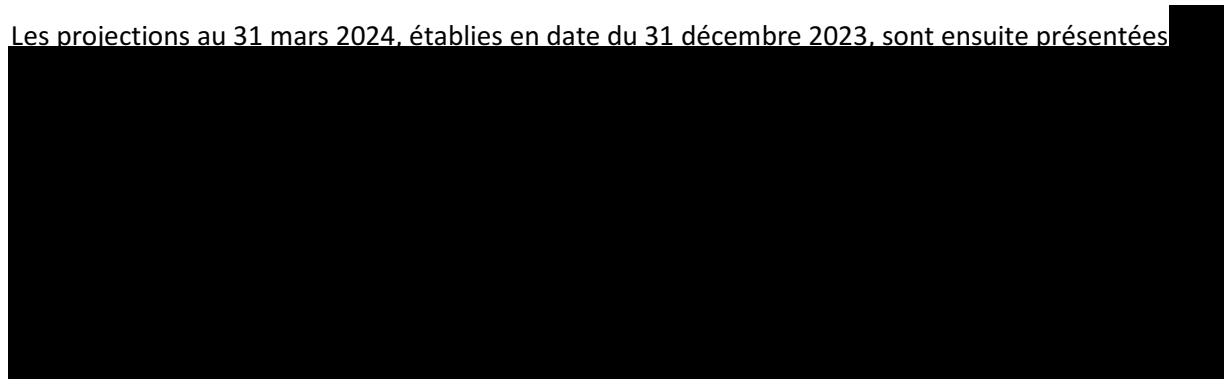 Les projections au 31 mars 2024, établies en date du 31 décembre 2023, sont ensuite présentées